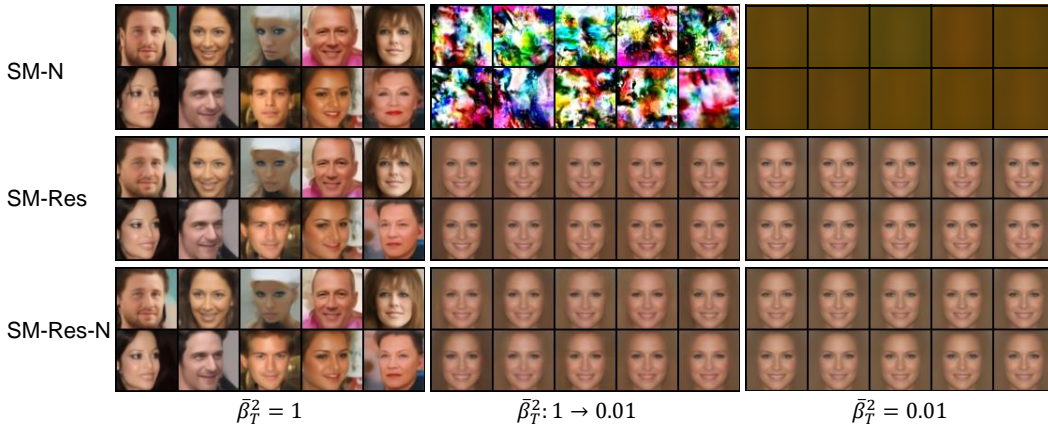 SM-N
SM-Res
SM-Res-N
β̄²_T = 1
β̄²_T: 1 → 0.01
β̄²_T = 0.01